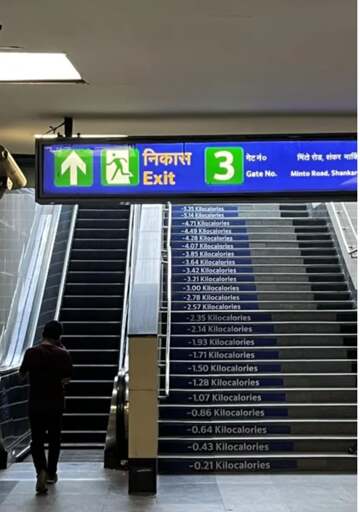 निकास
Exit
3
गेट नं०
Gate No.
मिंटो रोड, शंकर
Minto Road, Shankar
-5.35 Kilocalories
-5.14 Kilocalories
-4.71 Kilocalories
-4.49 Kilocalories
-4.28 Kilocalories
-4.07 Kilocalories
-3.85 Kilocalories
-3.64 Kilocalories
-3.42 Kilocalories
-3.21 Kilocalories
-3.00 Kilocalories
-2.78 Kilocalories
-2.57 Kilocalories
-2.35 Kilocalories
-2.14 Kilocalories
-1.93 Kilocalories
-1.71 Kilocalories
-1.50 Kilocalories
-1.28 Kilocalories
-1.07 Kilocalories
-0.86 Kilocalories
-0.64 Kilocalories
-0.43 Kilocalories
-0.21 Kilocalories